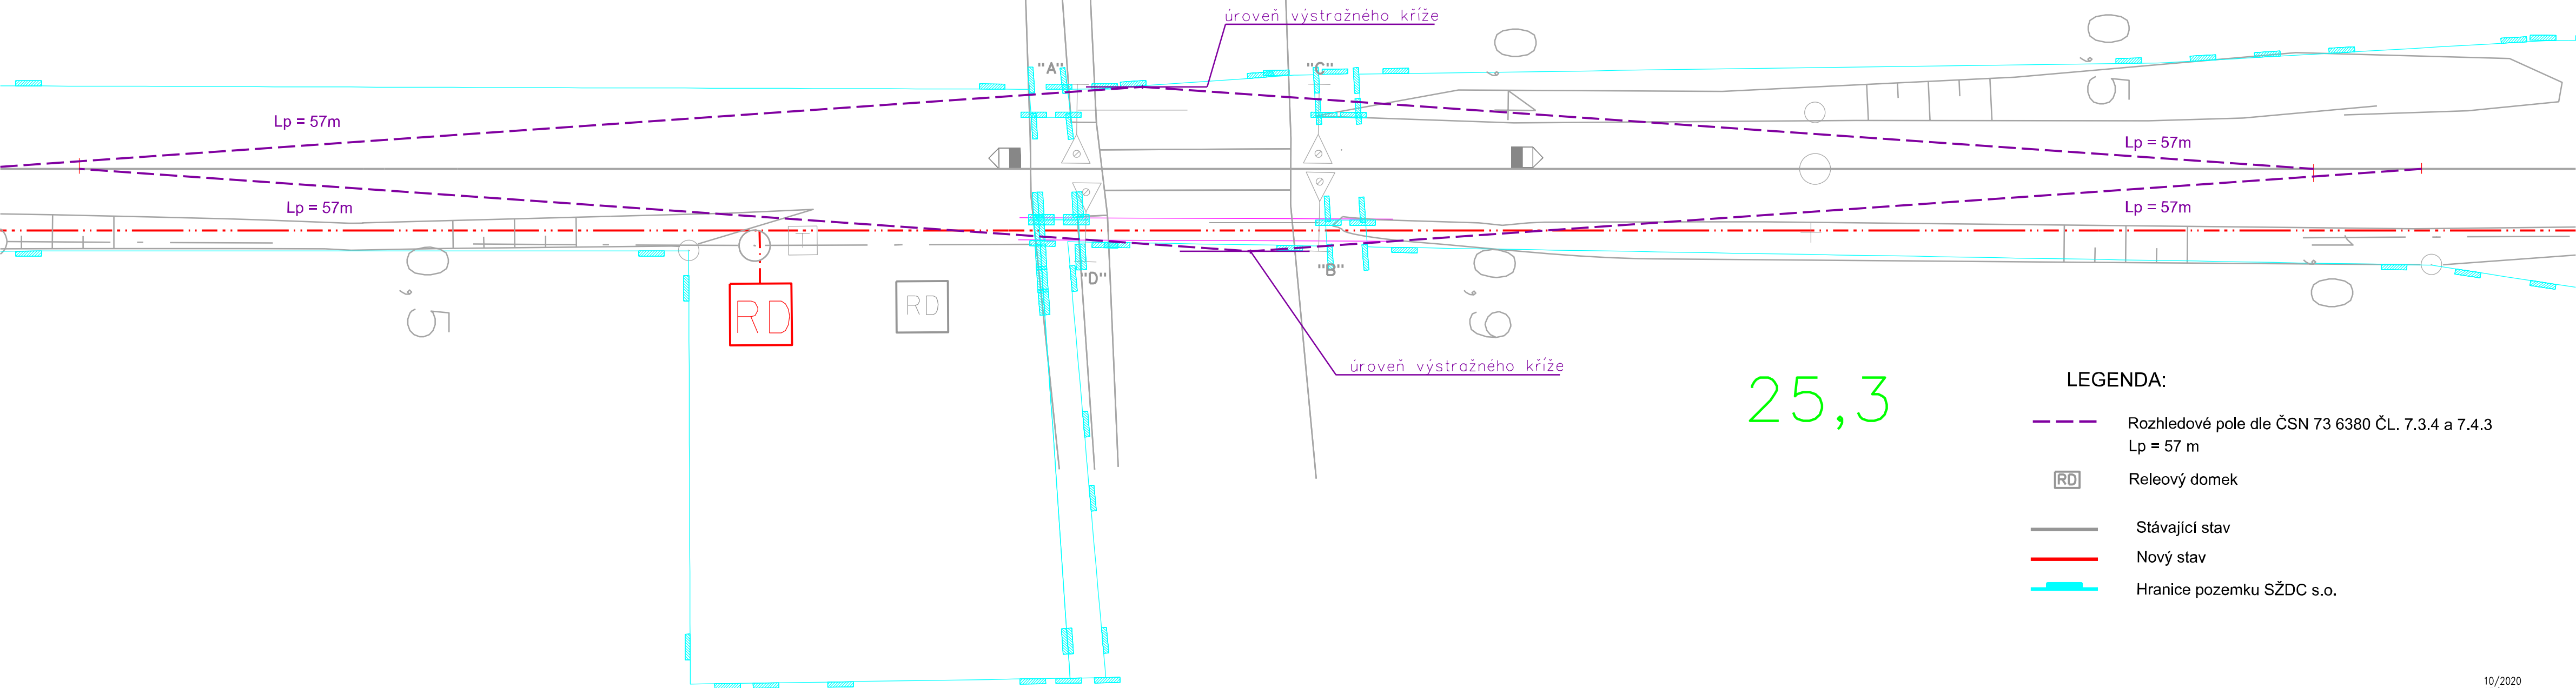 úroveň výstražného kříže
"A"
"C"
Lp = 57m
Lp = 57m
Lp = 57m
Lp = 57m
"D"
"B"
RD
RD
úroveň výstražného kříže
25,3
LEGENDA:
Rozhledové pole dle ČSN 73 6380 ČL. 7.3.4 a 7.4.3
Lp = 57 m
RD
Releový domek
Stávající stav
Nový stav
Hranice pozemku SŽDC s.o.
10/2020